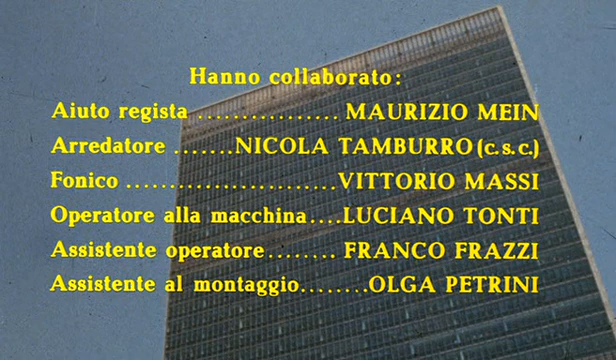 Hanno collaborato:
Aiuto regista ................ MAURIZIO MEIN
Arredatore .......NICOLA TAMBURRO (c.s.c.)
Fonico ........................VITTORIO MASSI
Operatore alla macchina....LUCIANO TONTI
Assistente operatore........ FRANCO FRAZZI
Assistente al montaggio........OLGA PETRINI